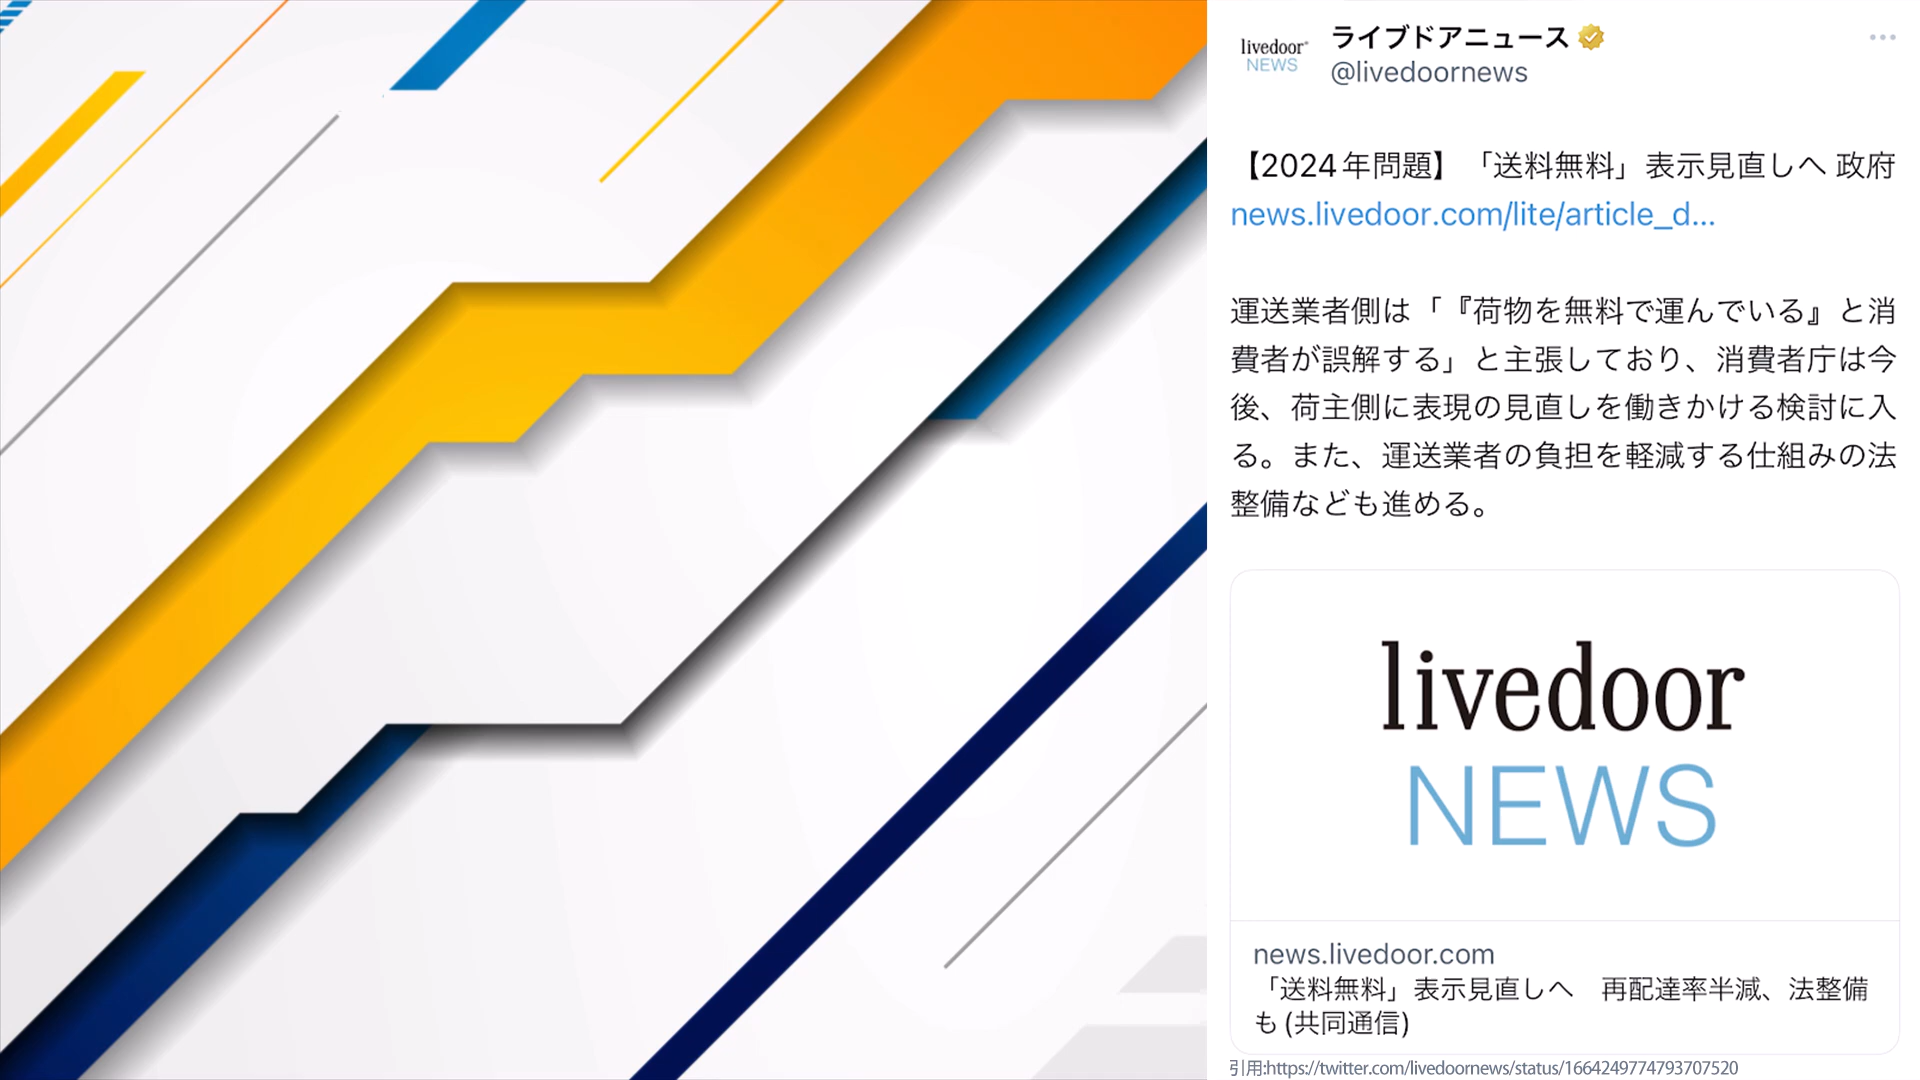 livedoor NEWS
ライブドアニュース
@livedoornews
【2024年問題】「送料無料」表示見直しへ 政府
news.livedoor.com/lite/article_d...
運送業者側は「『荷物を無料で運んでいる』と消
費者が誤解する」と主張しており、消費者庁は今
後、荷主側に表現の見直しを働きかける検討に入
る。また、運送業者の負担を軽減する仕組みの法
整備なども進める。
livedoor
NEWS
news.livedoor.com
「送料無料」表示見直しへ　再配達率半減、法整備
も (共同通信)
引用:https://twitter.com/livedoornews/status/1664249774793707520